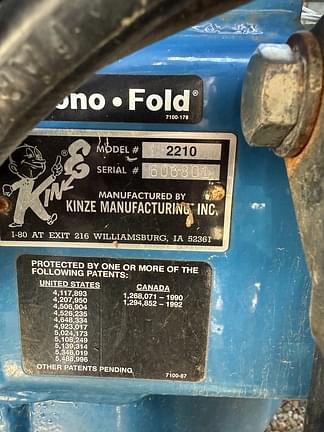 ono • Fold®
7100-178
KINZE
MODEL # 2210
SERIAL #
MANUFACTURED BY
KINZE MANUFACTURING INC.
I-80 AT EXIT 216 WILLIAMSBURG, IA 52361
PROTECTED BY ONE OR MORE OF THE
FOLLOWING PATENTS:
UNITED STATES CANADA
4,117,893 1,268,071 – 1990
4,207,950 1,294,852 – 1992
4,506,904
4,526,235
4,648,334
4,923,017
5,024,173
5,108,249
5,139,314
5,346,019
5,488,996
OTHER PATENTS PENDING
7100-87